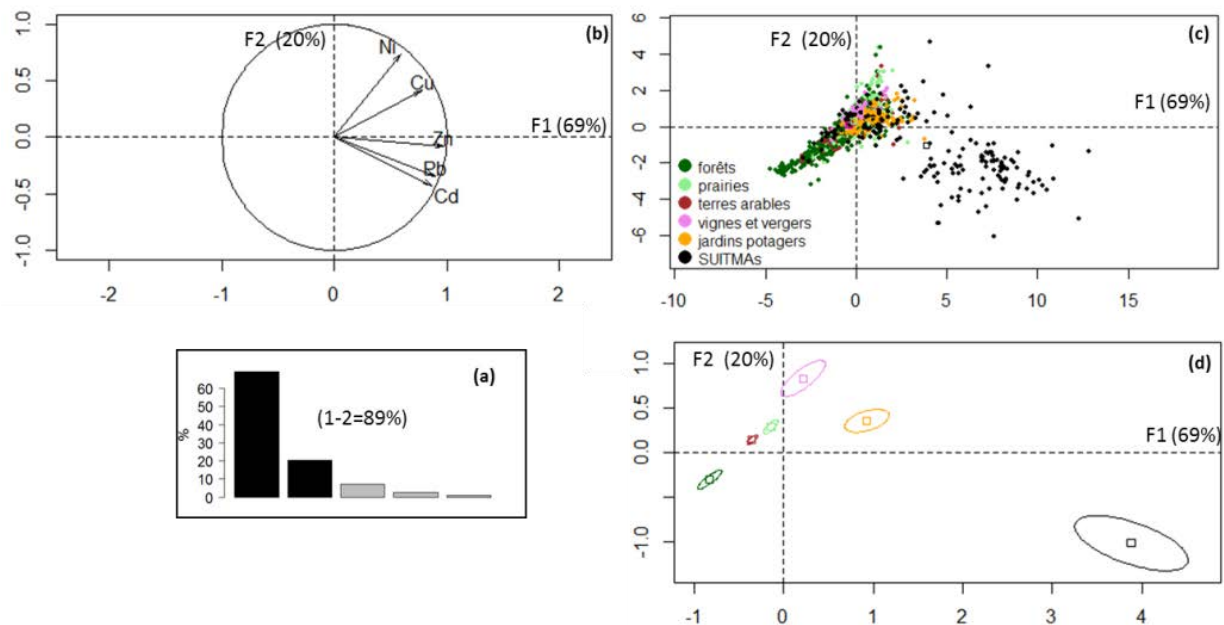 (b)
F2 (20%)
Ni
Cu
F1 (69%)
Zn
Pb
Cd
1.0
0.5
0.0
-0.5
-1.0
-2
-1
0
1
2
(c)
F2 (20%)
F1 (69%)
6
4
2
0
-2
-4
-6
forêts
prairies
terres arables
vignes et vergers
jardins potagers
SUITMAs
-10
-5
0
5
10
15
(a)
(1-2=89%)
%
60
50
40
30
20
10
0
(d)
F2 (20%)
F1 (69%)
1.0
0.5
0.0
-1.0
-1
0
1
2
3
4